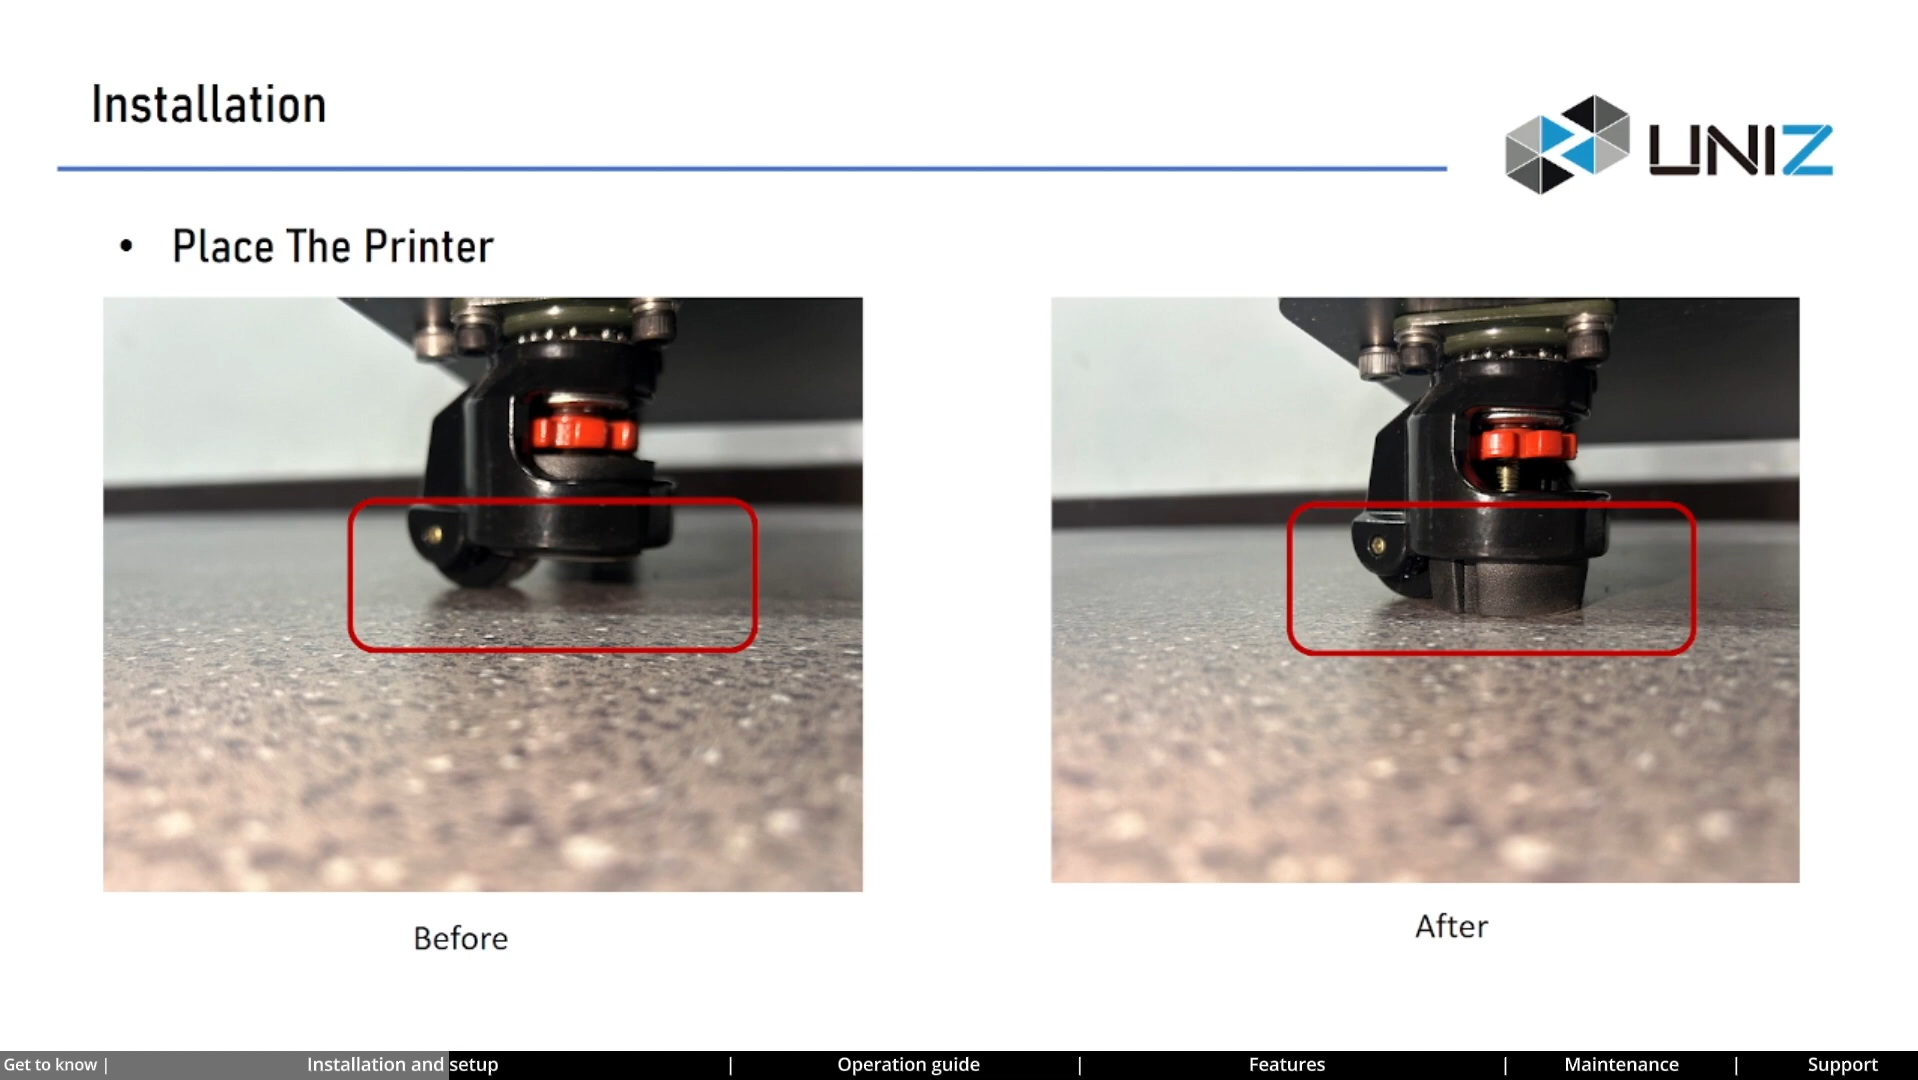 Installation
UNIZ
• Place The Printer
Before
After
Get to know | Installation and setup | Operation guide | Features | Maintenance | Support